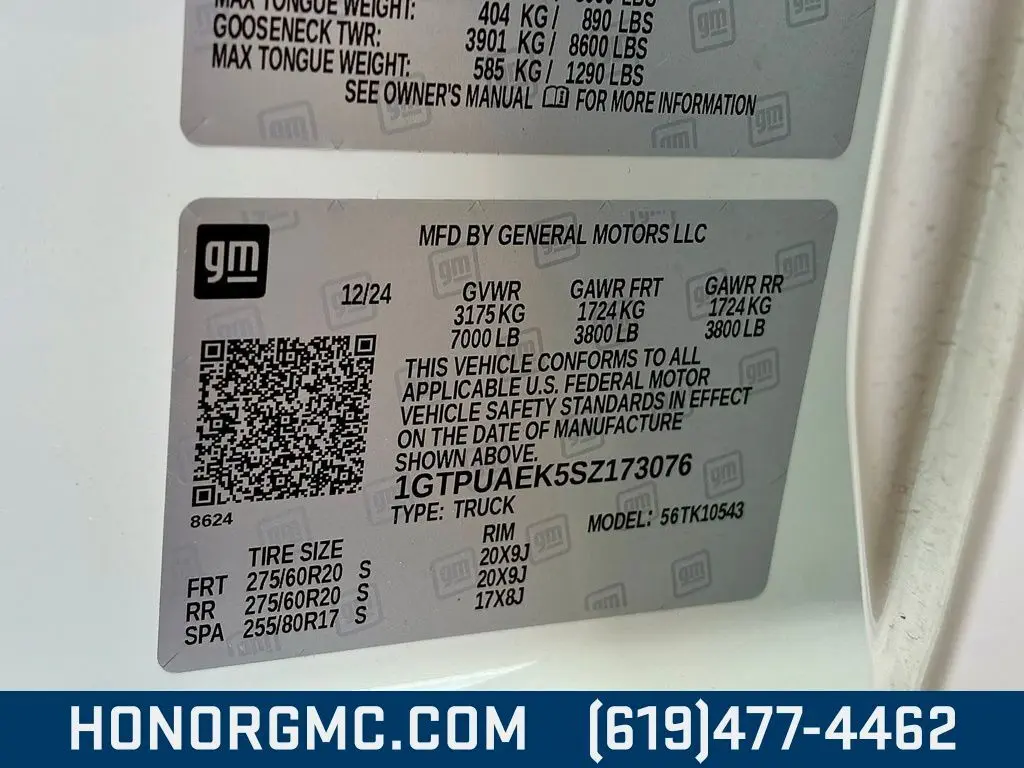 MAX TONGUE WEIGHT:
404 KG / 890 LBS
GOOSENECK TWR: 3901 KG / 8600 LBS
MAX TONGUE WEIGHT: 585 KG / 1290 LBS
SEE OWNER'S MANUAL FOR MORE INFORMATION
gm
MFD BY GENERAL MOTORS LLC
12/24 GVWR GAWR FRT GAWR RR
3175 KG 1724 KG 1724 KG
7000 LB 3800 LB 3800 LB
THIS VEHICLE CONFORMS TO ALL
APPLICABLE U.S. FEDERAL MOTOR
VEHICLE SAFETY STANDARDS IN EFFECT
ON THE DATE OF MANUFACTURE
SHOWN ABOVE.
1GTPUAEK5SZ173076
8624
TYPE: TRUCK MODEL: 56TK10543
TIRE SIZE RIM
FRT 275/60R20 S 20X9J
RR 275/60R20 S 20X9J
SPA 255/80R17 S 17X8J
HONORGMC.COM (619)477-4462